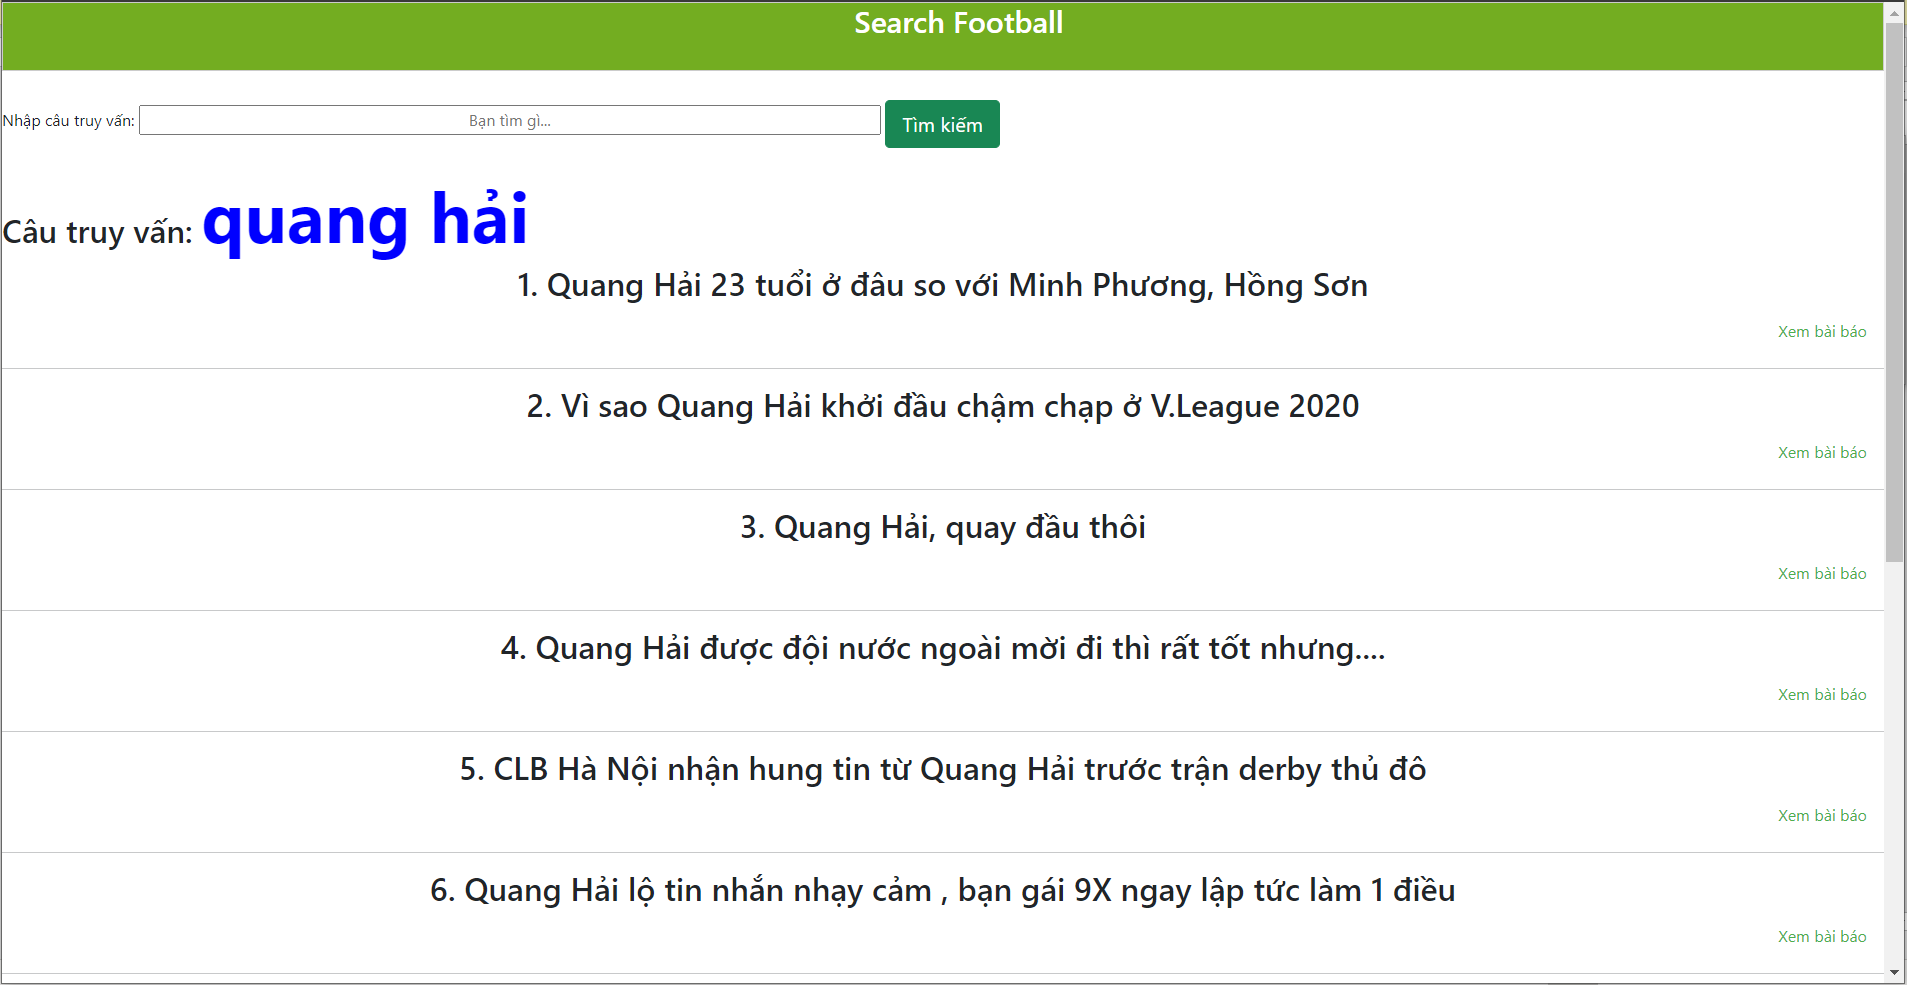 Search Football
Nhập câu truy vấn: Bạn tìm gì... Tìm kiếm
Câu truy vấn: quang hải
1. Quang Hải 23 tuổi ở đâu so với Minh Phương, Hồng Sơn
Xem bài báo
2. Vì sao Quang Hải khởi đầu chậm chạp ở V.League 2020
Xem bài báo
3. Quang Hải, quay đầu thôi
Xem bài báo
4. Quang Hải được đội nước ngoài mời đi thì rất tốt nhưng....
Xem bài báo
5. CLB Hà Nội nhận hung tin từ Quang Hải trước trận derby thủ đô
Xem bài báo
6. Quang Hải lộ tin nhắn nhạy cảm , bạn gái 9X ngay lập tức làm 1 điều
Xem bài báo